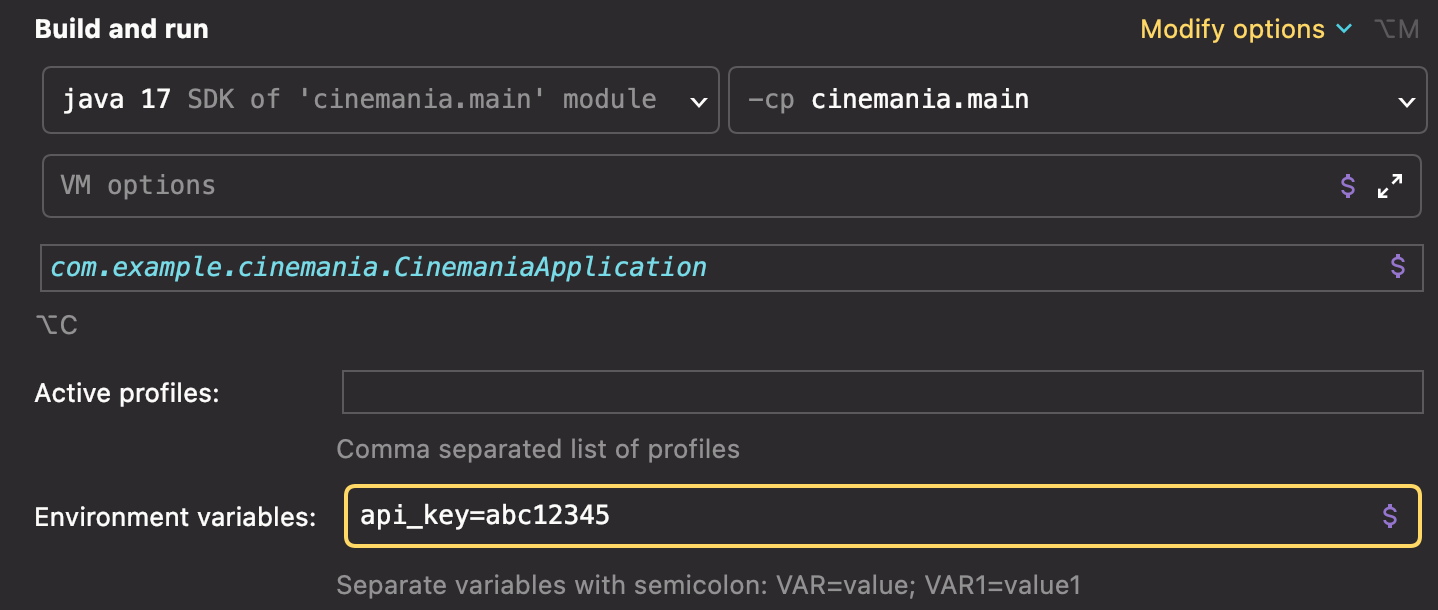 Build and run
Modify options ⌥M
java 17 SDK of 'cinemania.main' module
-cp cinemania.main
VM options $
com.example.cinemania.CinemaniaApplication $
⌥C
Active profiles:
Comma separated list of profiles
Environment variables: api_key=abc12345 $
Separate variables with semicolon: VAR=value; VAR1=value1